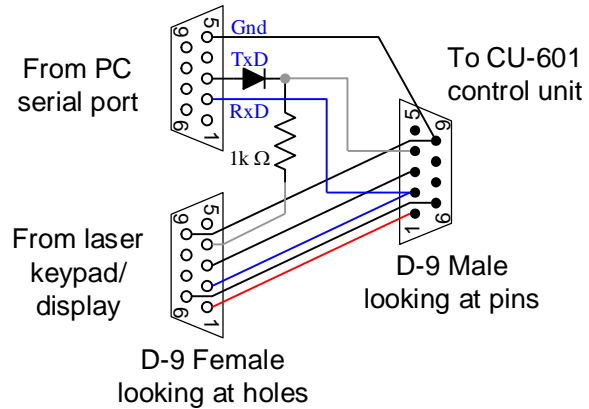 5
9
Gnd
TxD
RxD
6
1
From PC
serial port
To CU-601
control unit
5
9
1
6
1k Ω
From laser
keypad/
display
9
5
6
1
D-9 Male
looking at pins
D-9 Female
looking at holes